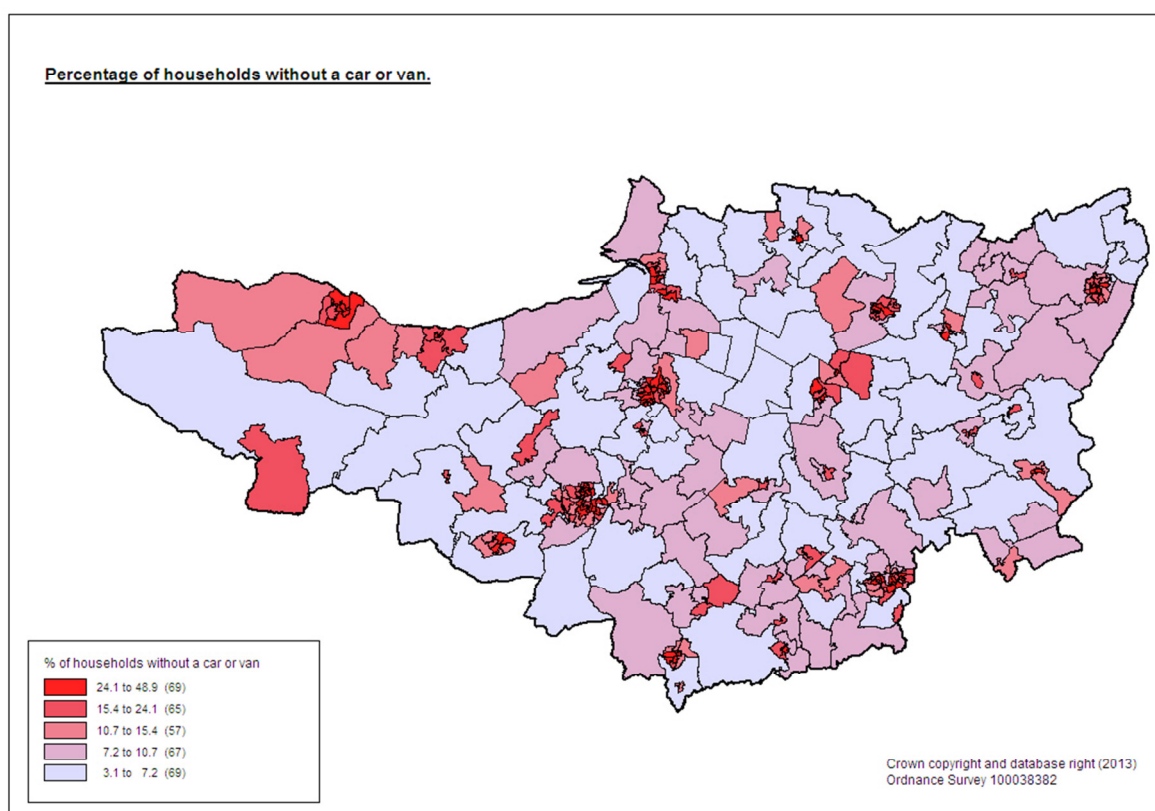 Percentage of households without a car or van.
% of households without a car or van
24.1 to 48.9 (69)
15.4 to 24.1 (65)
10.7 to 15.4 (57)
7.2 to 10.7 (67)
3.1 to 7.2 (69)
Crown copyright and database right (2013)
Ordnance Survey 100038382